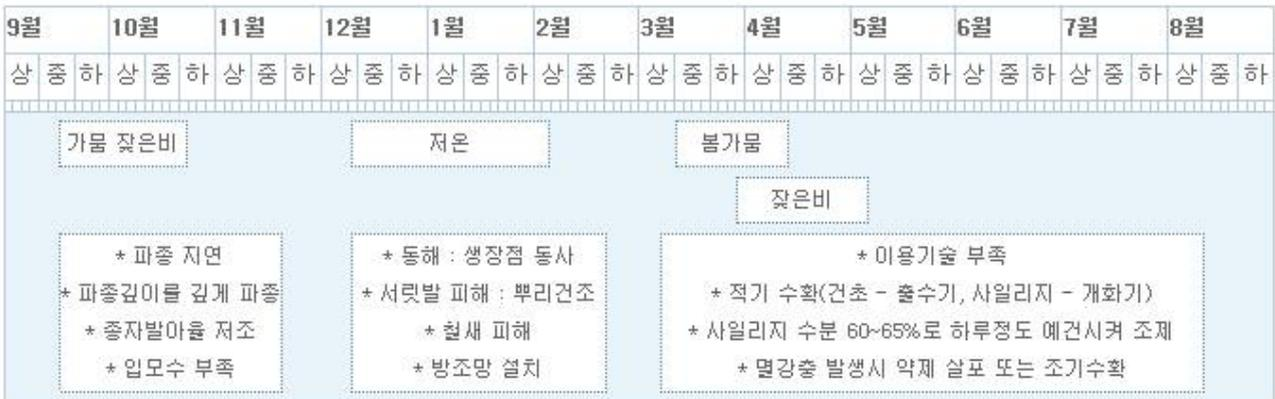 9월 10월 11월 12월 1월 2월 3월 4월 5월 6월 7월 8월
상 중 하 상 중 하 상 중 하 상 중 하 상 중 하 상 중 하 상 중 하 상 중 하 상 중 하 상 중 하 상 중 하 상 중 하
가뭄 잦은비 저온 봄가뭄
잦은비
* 파종 지연
* 파종깊이를 깊게 파종
* 종자발아율 저조
* 입모수 부족
* 동해 : 생장점 동사
* 서릿발 피해 : 뿌리건조
* 철새 피해
* 방조망 설치
* 이용기술 부족
* 적기 수확(건초 - 출수기, 사일리지 - 개화기)
* 사일리지 수분 60~65%로 하루정도 예건시켜 조제
* 멸강충 발생시 약제 살포 또는 조기수확